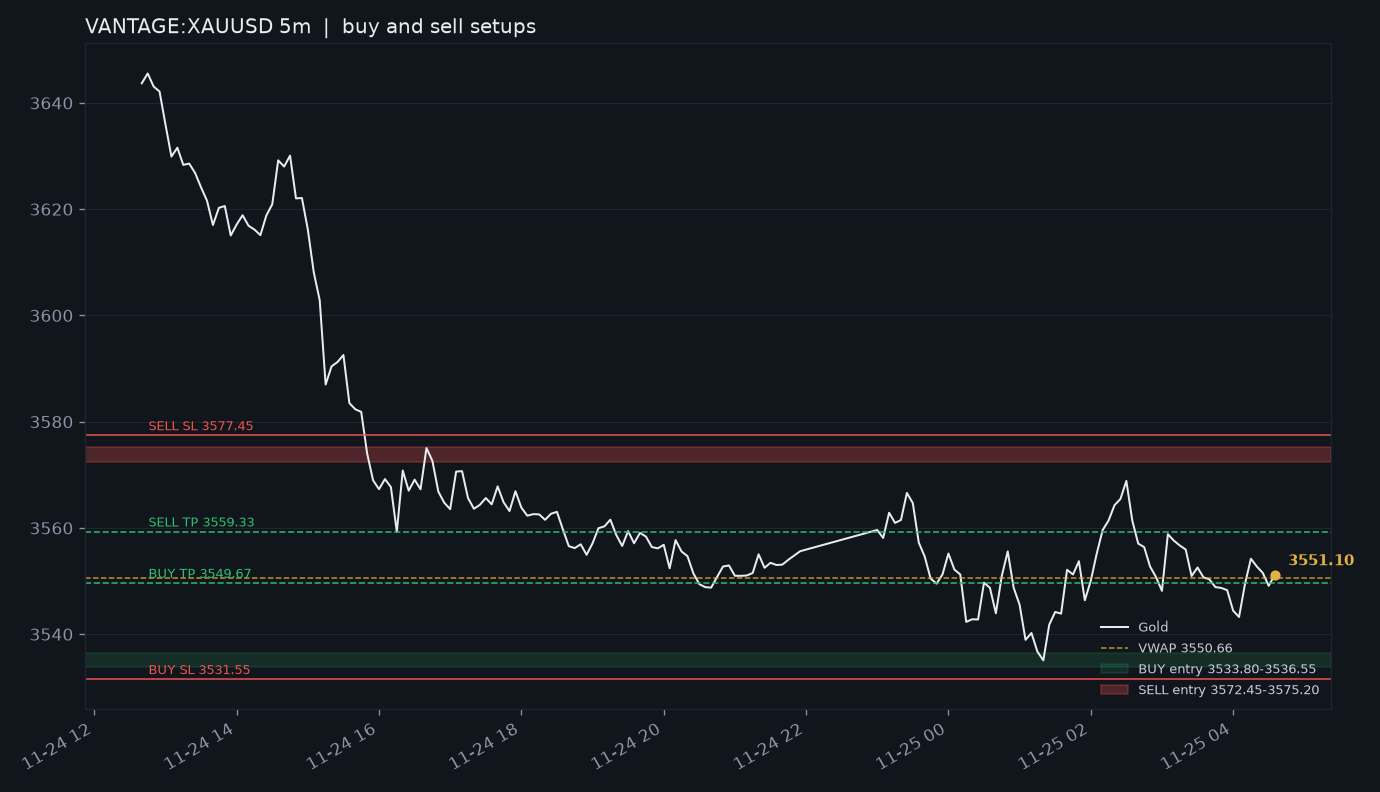 VANTAGE:XAUUSD 5m | buy and sell setups
3640
3620
3600
3580
3560
3540
SELL SL 3577.45
SELL TP 3559.33
BUY TP 3549.67
BUY SL 3531.55
3551.10
Gold
VWAP 3550.66
BUY entry 3533.80-3536.55
SELL entry 3572.45-3575.20
11-24 12
11-24 14
11-24 16
11-24 18
11-24 20
11-24 22
11-25 00
11-25 02
11-25 04